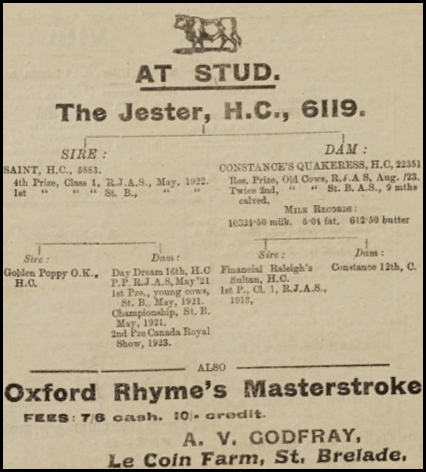 AT STUD.
The Jester, H.C., 6119.
SIRE :
SAINT, H.C., 5883.
4th Prize, Class 1, R.J.A.S., May, 1922.
1st “ “ “ St. B., “
DAM :
CONSTANCE'S QUAKERESS, H.C, 22351
Res. Prize, Old Cows, R.J.A.S, Aug. /23.
Twice 2nd, “ “ St. B. A.S., 9 mths
calved.
MILK RECORDS:
10324·50 milk. 5·04 fat. 612·50 butter
Sire :
Golden Poppy O.K.,
H.C.
Dam :
Day Dream 16th, H.C
P.P. R.J.A.S, May '21
1st Pze., young cows,
St. B., May, 1921.
Championship, St. B.
May, 1921.
2nd Pze Canada Royal
Show, 1923.
Sire :
Financial Raleigh's
Sultan, H.C.
1st P., Cl. 1, R.J.A.S.,
1918.
Dam :
Constance 12th, C.
ALSO
Oxford Rhyme's Masterstroke
FEES: 7/6 cash. 10/- credit.
A. V. GODFRAY,
Le Coin Farm, St. Brelade.